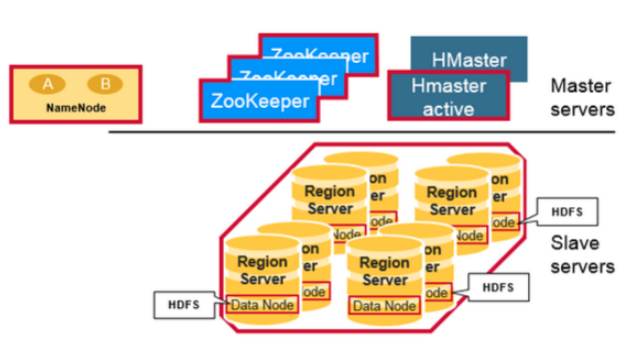 ZooKeeper
HMaster
ZooKeeper
A B
NameNode
ZooKeeper
Hmaster
active
Master
servers
Region
Server
on
er
ode
Node
Region
Server
on
er
ode
Node
HDFS
Slave
servers
Region
Server
on
er
ode
Data Node
HDFS
Region
Server
on
er
ode
Data Node
HDFS